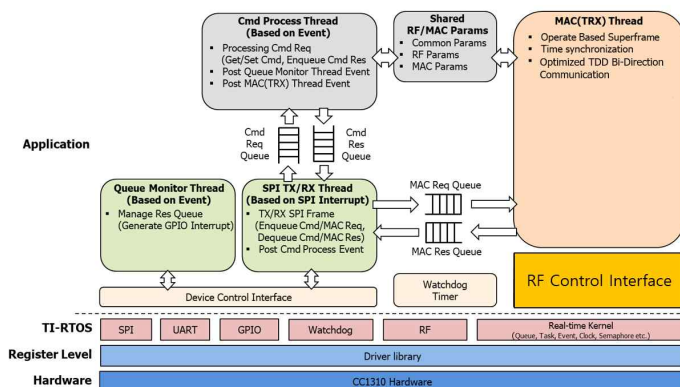 Cmd Process Thread
(Based on Event)
▪ Processing Cmd Req
(Get/Set Cmd, Enqueue Cmd Res
▪ Post Queue Monitor Thread Event
▪ Post MAC(TRX) Thread Event
Shared
RF/MAC Params
▪ Common Params
▪ RF Params
▪ MAC Params
MAC(TRX) Thread
▪ Operate Based Superframe
▪ Time synchronization
▪ Optimized TDD Bi-Direction
Communication
Application
Cmd
Req
Queue
Cmd
Res
Queue
Queue Monitor Thread
(Based on Event)
▪ Manage Res Queue
(Generate GPIO Interrupt)
SPI TX/RX Thread
(Based on SPI Interrupt)
▪ TX/RX SPI Frame
(Enqueue Cmd/MAC Req,
Dequeue Cmd/MAC Res)
▪ Post Cmd Process Event
MAC Req Queue
MAC Res Queue
Device Control Interface
Watchdog
Timer
RF Control Interface
TI-RTOS
SPI
UART
GPIO
Watchdog
RF
Real-time Kernel
(Queue, Task, Event, Clock, Semaphore etc.)
Register Level
Driver library
Hardware
CC1310 Hardware